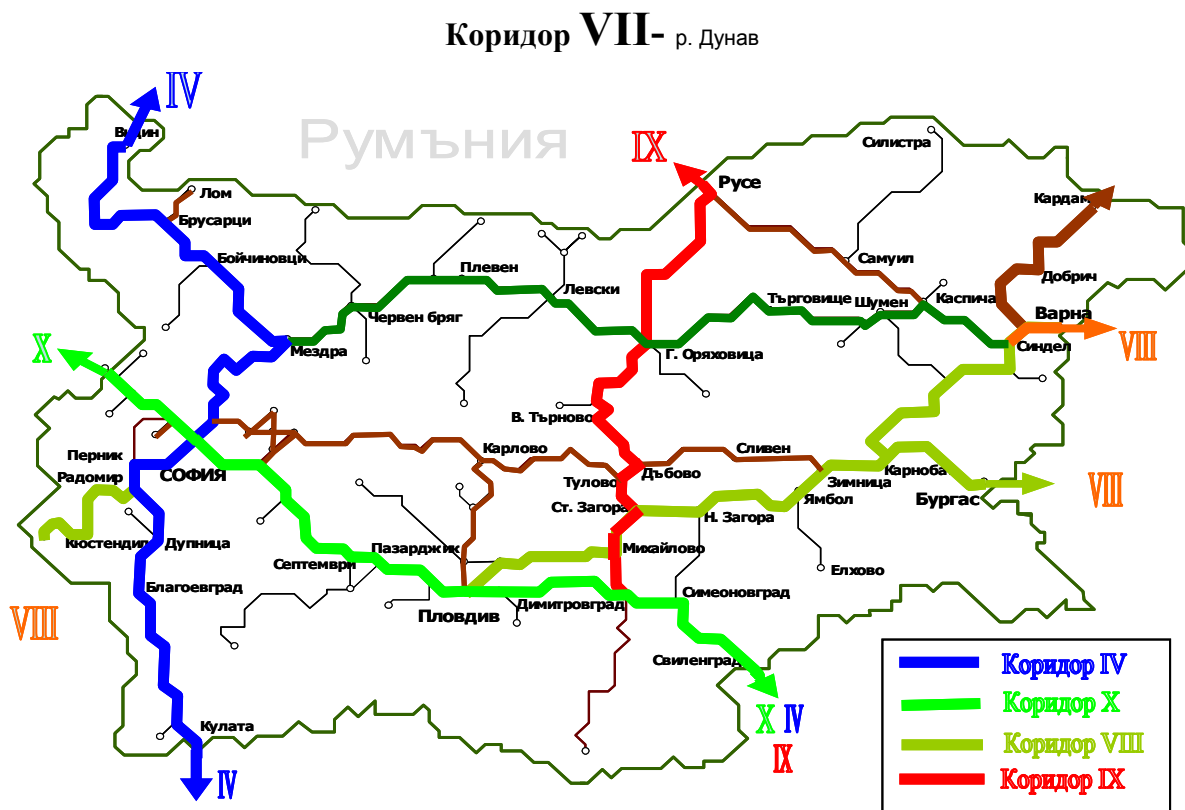 Коридор VII- р. Дунав
IV
Румъния
Видин
IX
Русе
Силистра
Лом
Брусарци
Кардам
Бойчиновци
Плевен
Самуил
Добрич
Левски
Търговище
Шумен
Каспича
Варна
Червен бряг
X
Мездра
Г. Оряховица
Синдел
VIII
В. Търново
Перник
СОФИЯ
Карлово
Сливен
Радомир
Тулово
Дъбово
Зимница
Карноба
Ямбол
Бургас
VIII
Ст. Загора
Н. Загора
Кюстендил
Дупница
Пазарджик
Михайлово
Септември
Елхово
Благоевград
VIII
Пловдив
Димитровград
Симеоновград
Свиленград
Кулата
X IV
IX
IV
Коридор IV
Коридор X
Коридор VIII
Коридор IX